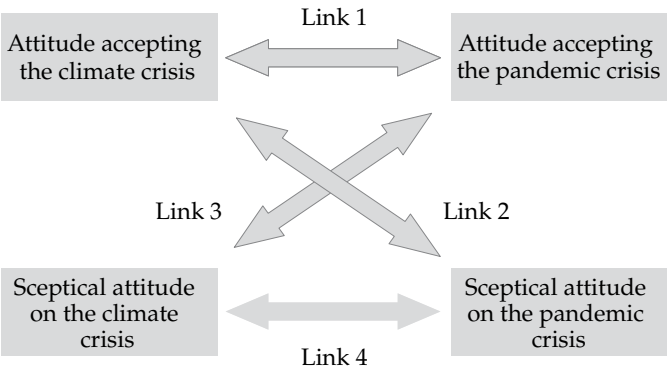 Link 1
Attitude accepting
the climate crisis
Attitude accepting
the pandemic crisis
Link 3
Link 2
Sceptical attitude
on the climate
crisis
Sceptical attitude
on the pandemic
crisis
Link 4